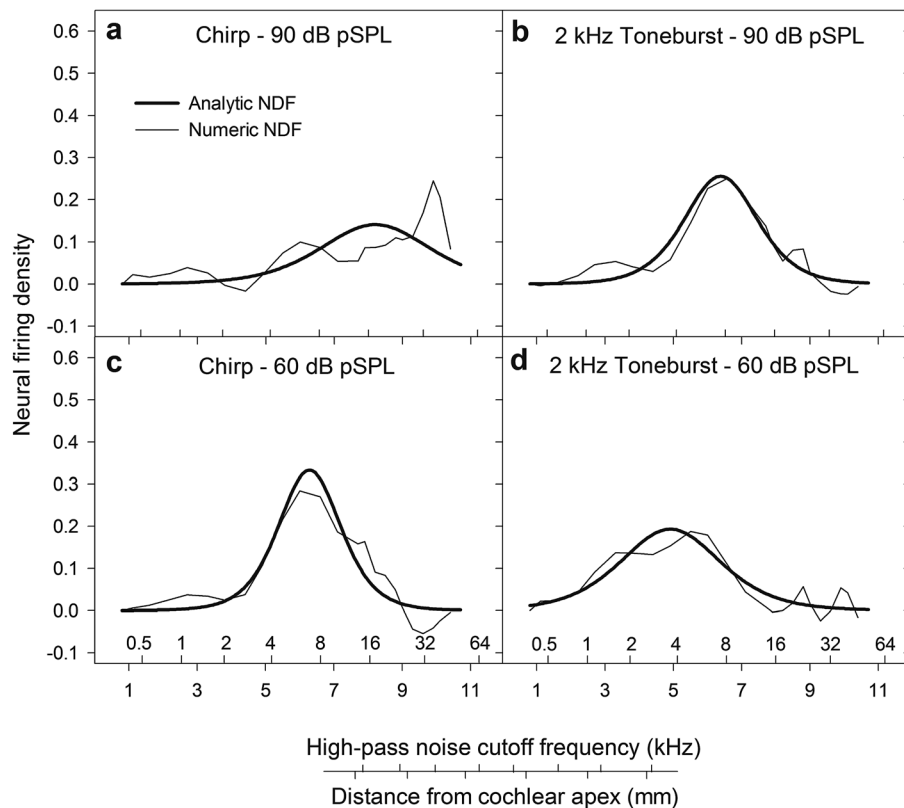 a
Chirp - 90 dB pSPL
Analytic NDF
Numeric NDF
b
2 kHz Toneburst - 90 dB pSPL
0.6
0.5
0.4
0.3
0.2
0.1
0.0
-0.1
c
Chirp - 60 dB pSPL
d
2 kHz Toneburst - 60 dB pSPL
0.6
0.5
0.4
0.3
0.2
0.1
0.0
-0.1
Neural firing density
0.5 1 2 4 8 16 32 64
0.5 1 2 4 8 16 32 64
1 3 5 7 9 11
1 3 5 7 9 11
High-pass noise cutoff frequency (kHz)
Distance from cochlear apex (mm)